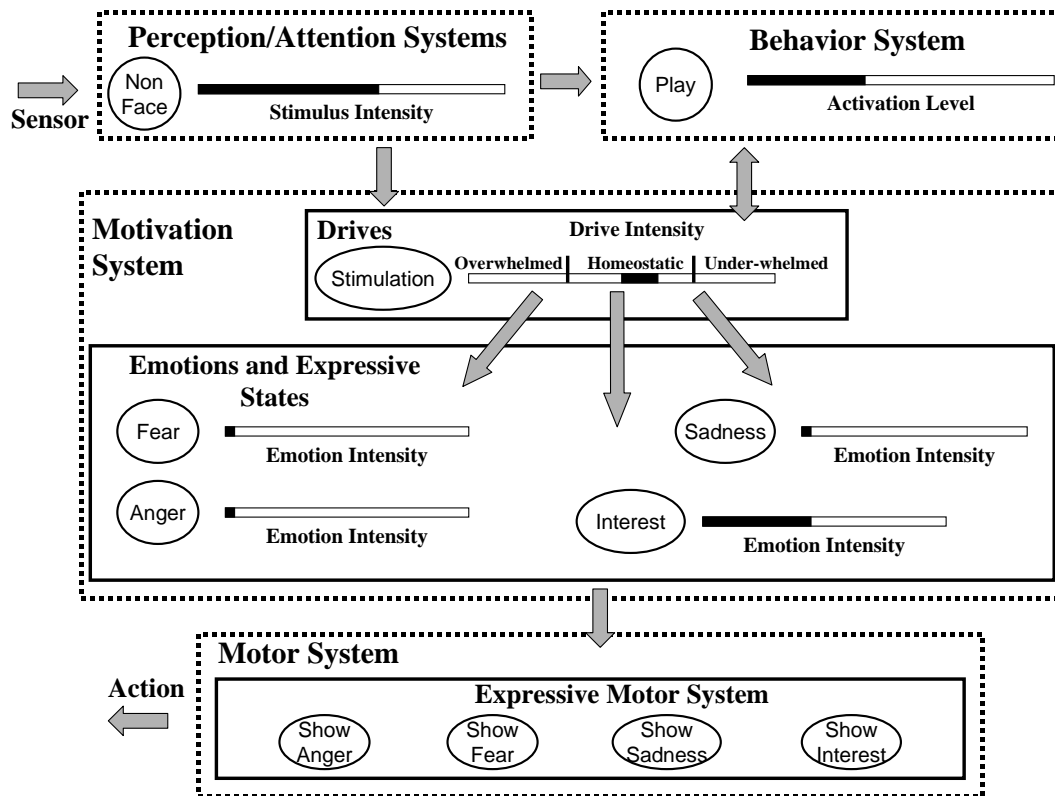 Perception/Attention Systems
Non
Face
Stimulus Intensity
Sensor
Behavior System
Play
Activation Level
Motivation
System
Drives
Drive Intensity
Stimulation
Overwhelmed
Homeostatic
Under-whelmed
Emotions and Expressive
States
Fear
Emotion Intensity
Sadness
Emotion Intensity
Anger
Emotion Intensity
Interest
Emotion Intensity
Motor System
Action
Expressive Motor System
Show
Anger
Show
Fear
Show
Sadness
Show
Interest